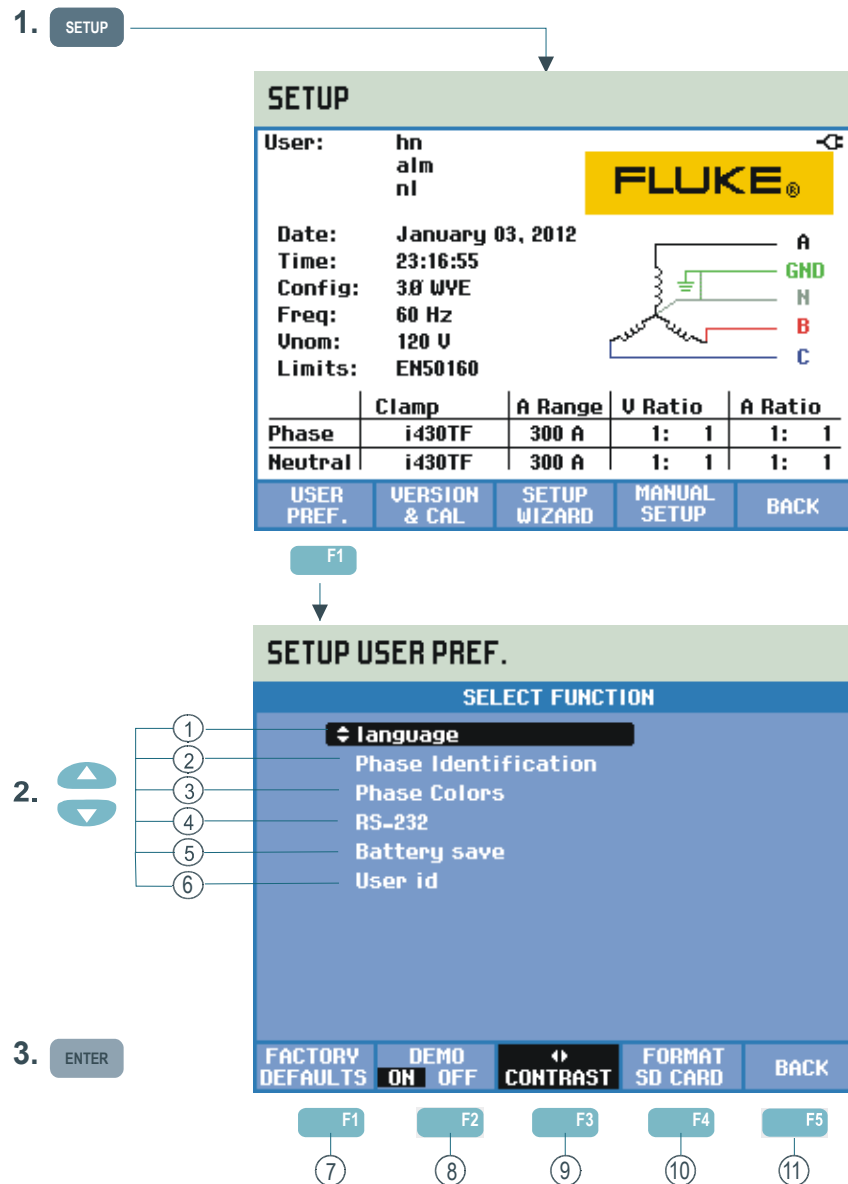 1. SETUP
SETUP
User: hn
alm
nl
FLUKE®
Date: January 03, 2012
Time: 23:16:55
Config: 3Ø WYE
Freq: 60 Hz
Vnom: 120 V
Limits: EN50160
A
GND
N
B
C
Clamp A Range V Ratio A Ratio
Phase i430TF 300 A 1: 1 1: 1
Neutral i430TF 300 A 1: 1 1: 1
USER PREF. VERSION & CAL SETUP WIZARD MANUAL SETUP BACK
F1
SETUP USER PREF.
SELECT FUNCTION
1 language
2 Phase Identification
2.
3 Phase Colors
4 RS-232
5 Battery save
6 User id
3. ENTER
FACTORY DEFAULTS DEMO ON OFF CONTRAST FORMAT SD CARD BACK
F1 F2 F3 F4 F5
7 8 9 10 11